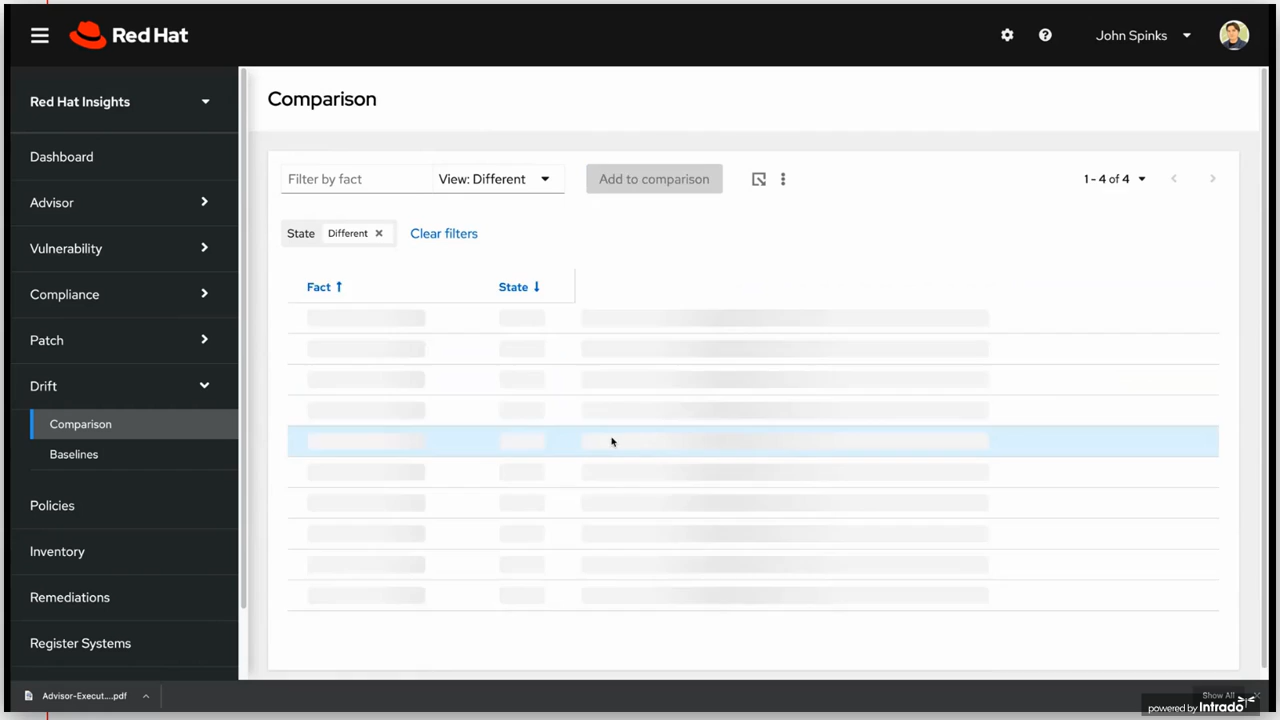 Red Hat
John Spinks
Red Hat Insights
Dashboard
Advisor
Vulnerability
Compliance
Patch
Drift
Comparison
Baselines
Policies
Inventory
Remediations
Register Systems
Comparison
Filter by fact
View: Different
Add to comparison
1 - 4 of 4
State
Different
Clear filters
Fact
State
Advisor-Execut....pdf
Show All
powered by Intrado